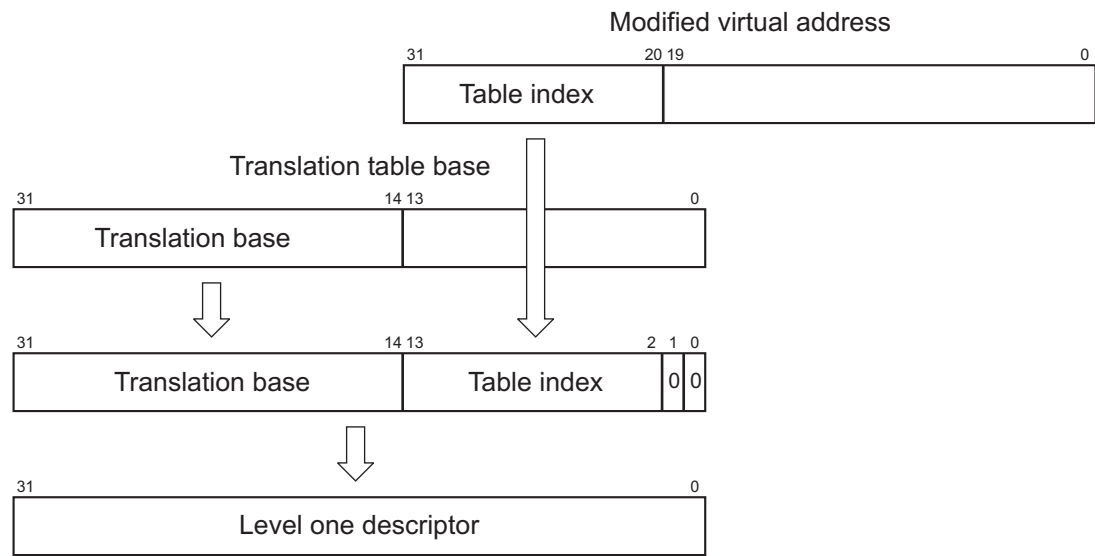 Modified virtual address
31 20 19 0
Table index
Translation table base
31 14 13 0
Translation base
31 14 13 2 1 0
Translation base Table index 0 0
31 0
Level one descriptor